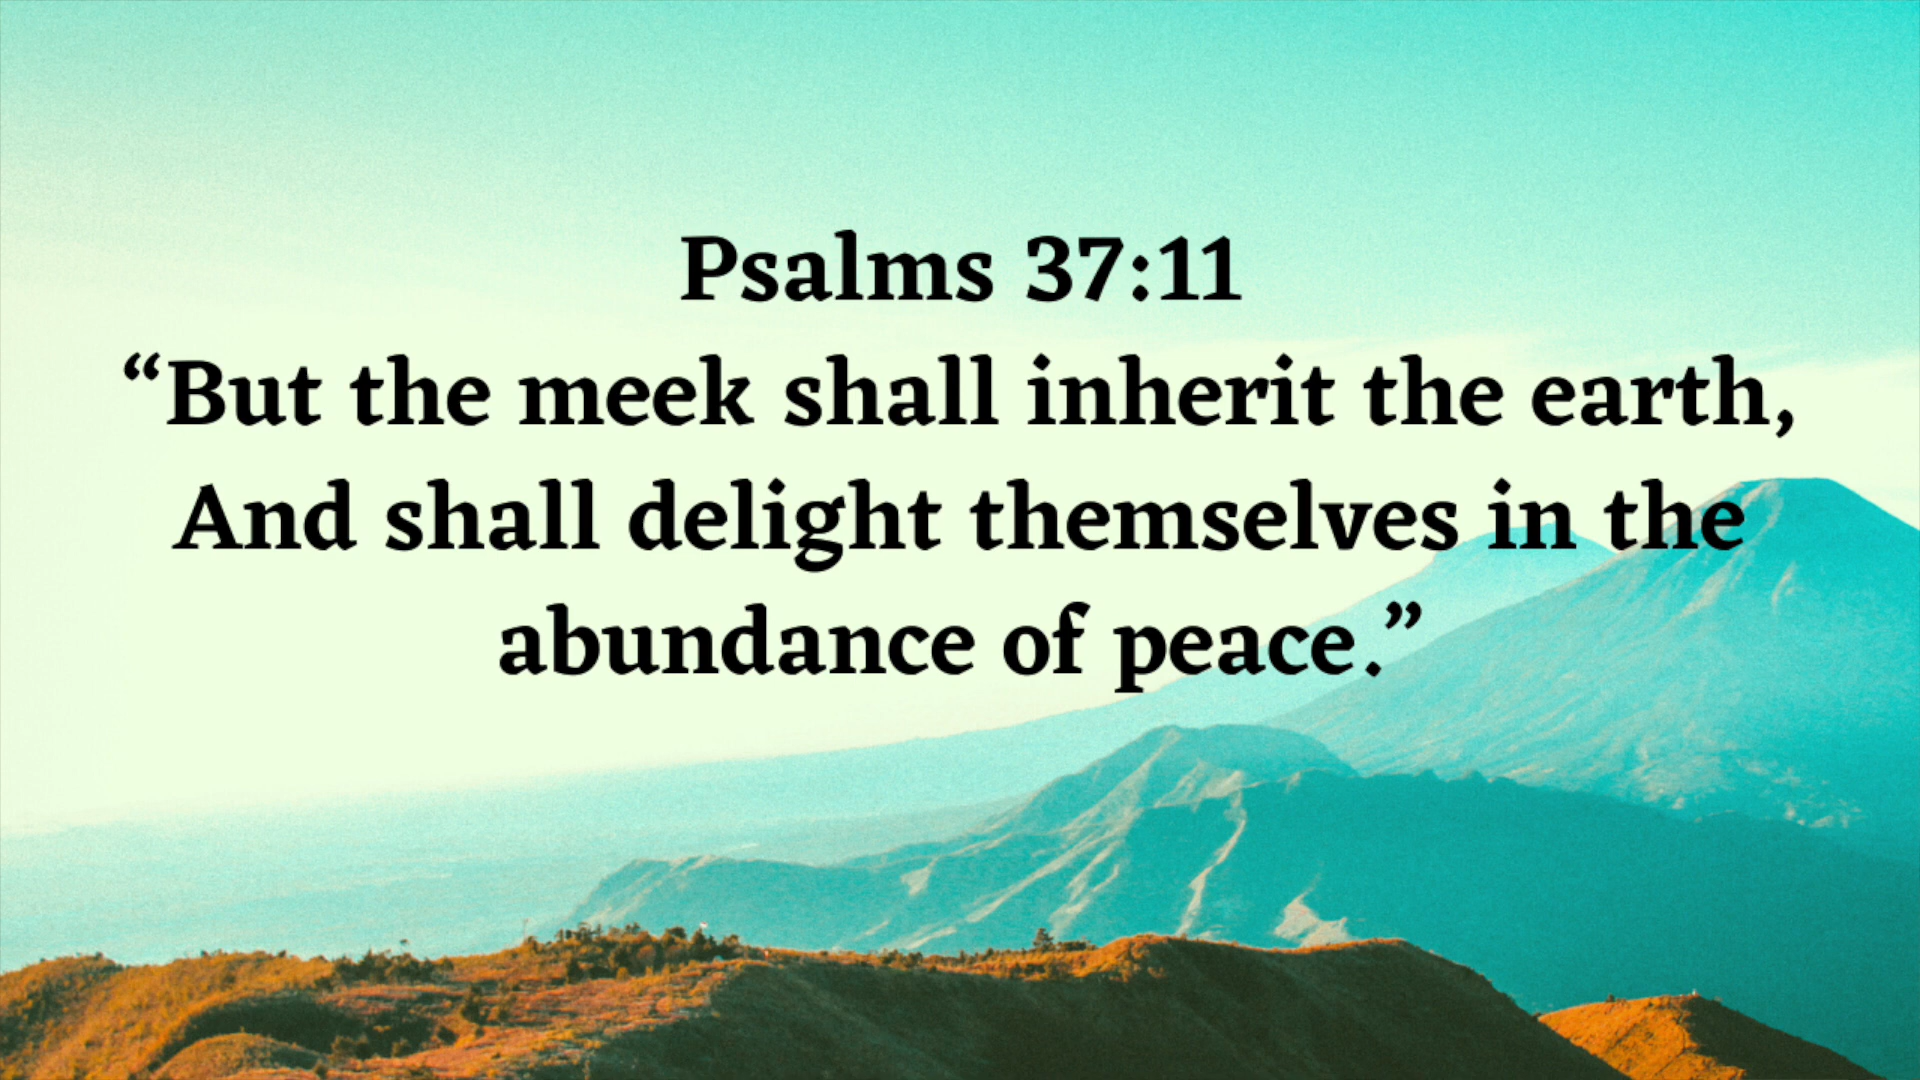 Psalms 37:11
“But the meek shall inherit the earth,
And shall delight themselves in the
abundance of peace.”